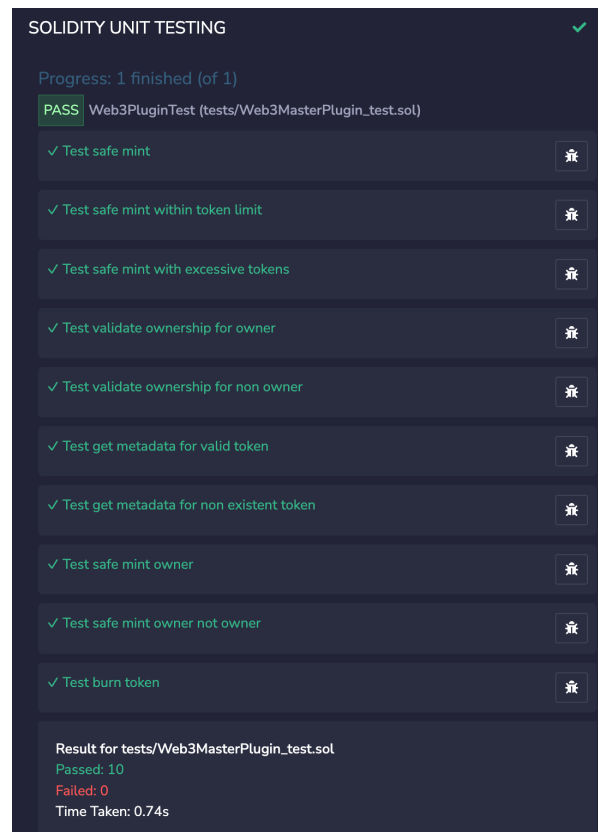 SOLIDITY UNIT TESTING
Progress: 1 finished (of 1)
PASS Web3PluginTest (tests/Web3MasterPlugin_test.sol)
✓ Test safe mint
✓ Test safe mint within token limit
✓ Test safe mint with excessive tokens
✓ Test validate ownership for owner
✓ Test validate ownership for non owner
✓ Test get metadata for valid token
✓ Test get metadata for non existent token
✓ Test safe mint owner
✓ Test safe mint owner not owner
✓ Test burn token
Result for tests/Web3MasterPlugin_test.sol
Passed: 10
Failed: 0
Time Taken: 0.74s